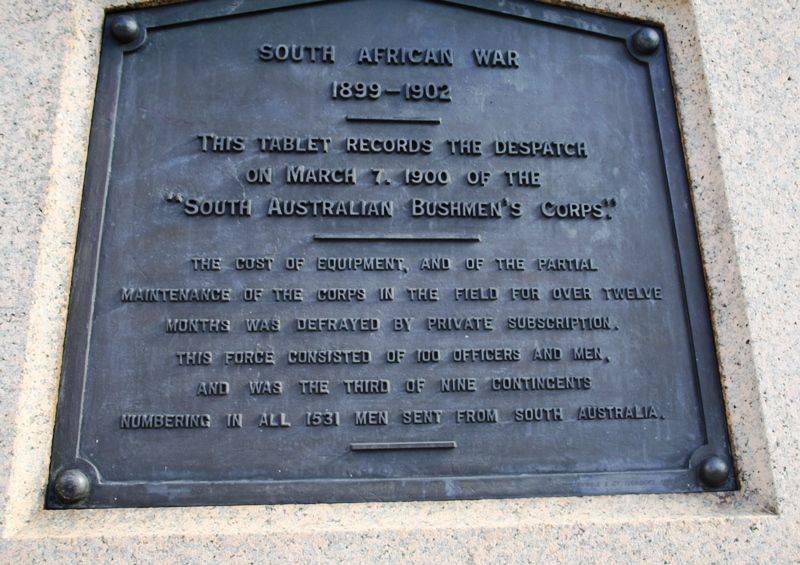 SOUTH AFRICAN WAR
1899-1902
THIS TABLET RECORDS THE DESPATCH
ON MARCH 7. 1900 OF THE
"SOUTH AUSTRALIAN BUSHMEN'S CORPS."
THE COST OF EQUIPMENT, AND OF THE PARTIAL
MAINTENANCE OF THE CORPS IN THE FIELD FOR OVER TWELVE
MONTHS WAS DEFRAYED BY PRIVATE SUBSCRIPTION.
THIS FORCE CONSISTED OF 100 OFFICERS AND MEN,
AND WAS THE THIRD OF NINE CONTINGENTS
NUMBERING IN ALL 1531 MEN SENT FROM SOUTH AUSTRALIA.